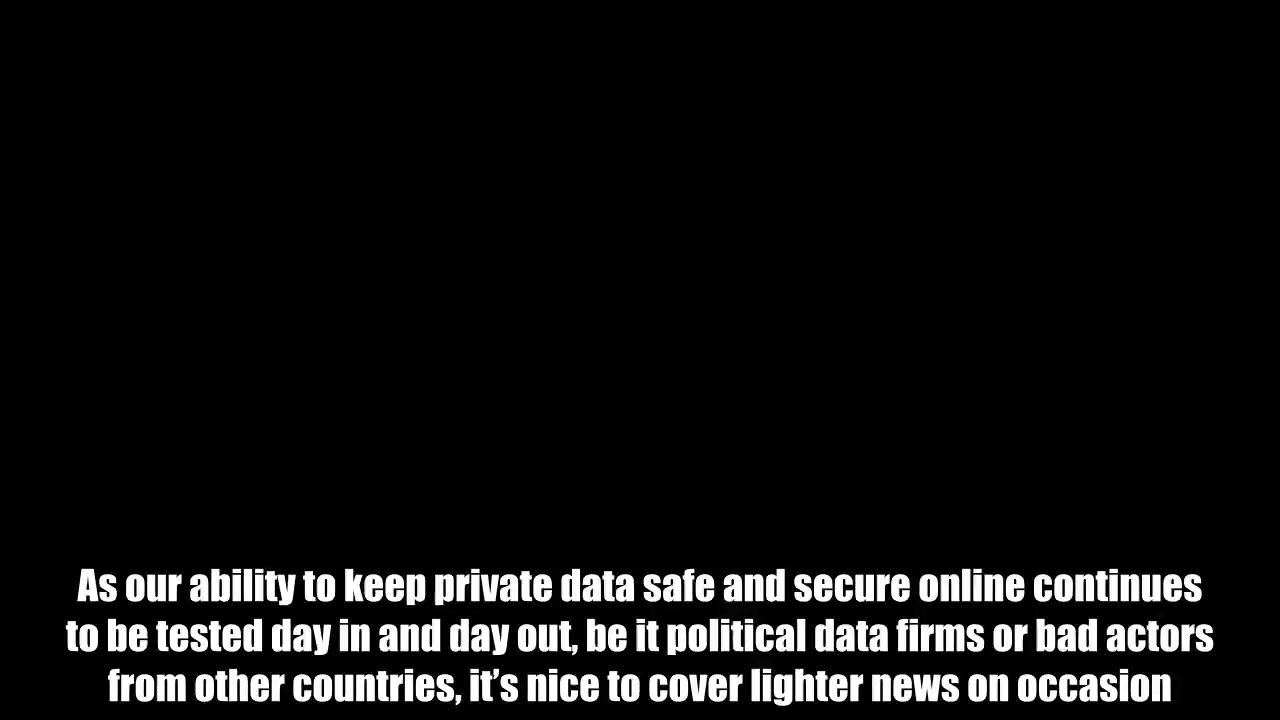 As our ability to keep private data safe and secure online continues
to be tested day in and day out, be it political data firms or bad actors
from other countries, it’s nice to cover lighter news on occasion